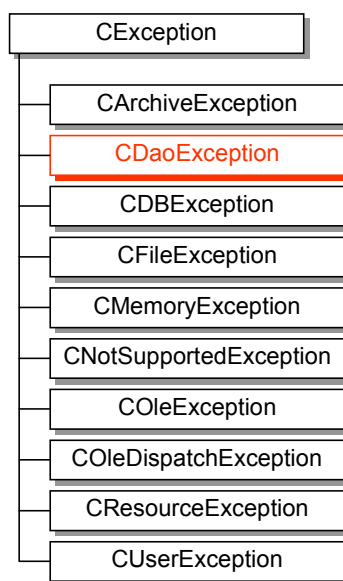 CException
CArchiveException
CDaoException
CDBException
CFileException
CMemoryException
CNotSupportedException
COleException
COleDispatchException
CResourceException
CUserException